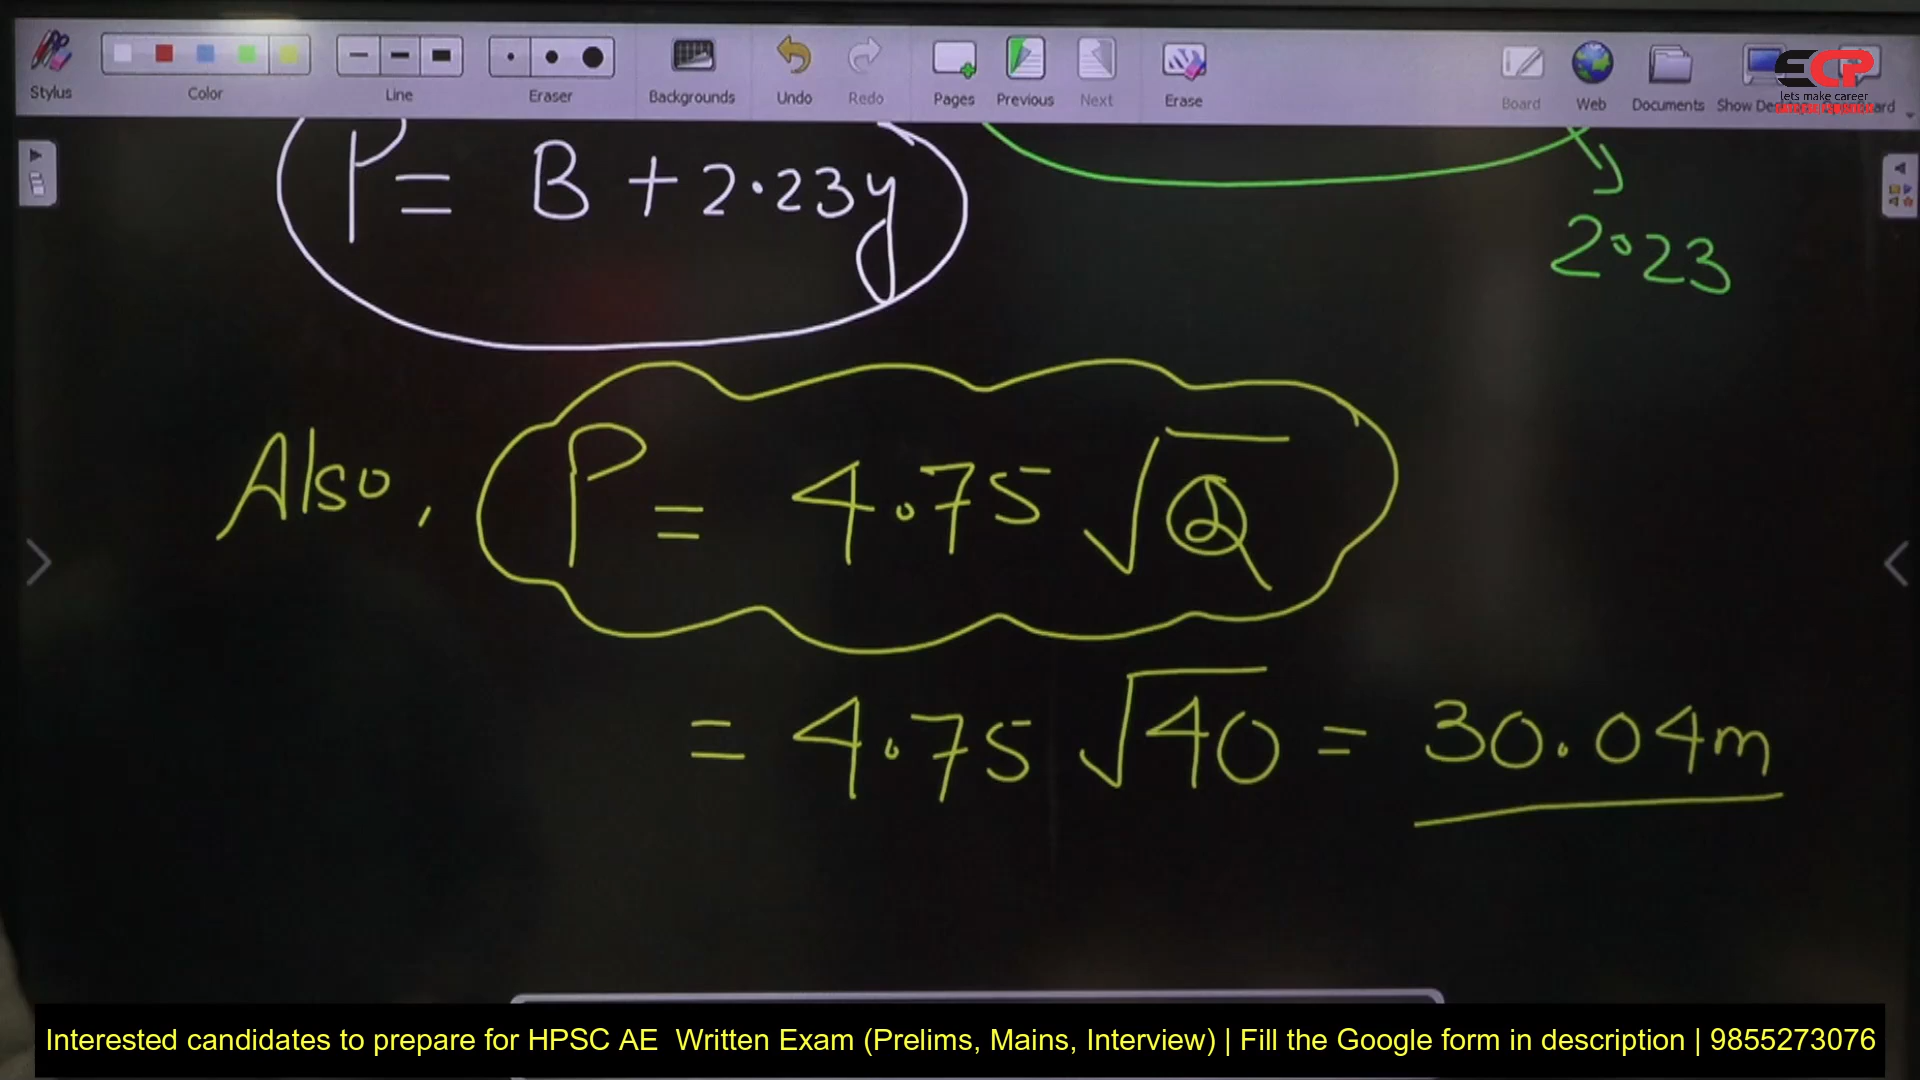 Stylus Color Line Eraser Backgrounds Undo Redo Pages Previous Next Erase Board Web Documents Show
ECP
lets make career
P = B + 2.23y
2.23
Also, P = 4.75 √Q
= 4.75 √40 = 30.04m
Interested candidates to prepare for HPSC AE Written Exam (Prelims, Mains, Interview) | Fill the Google form in description | 9855273076